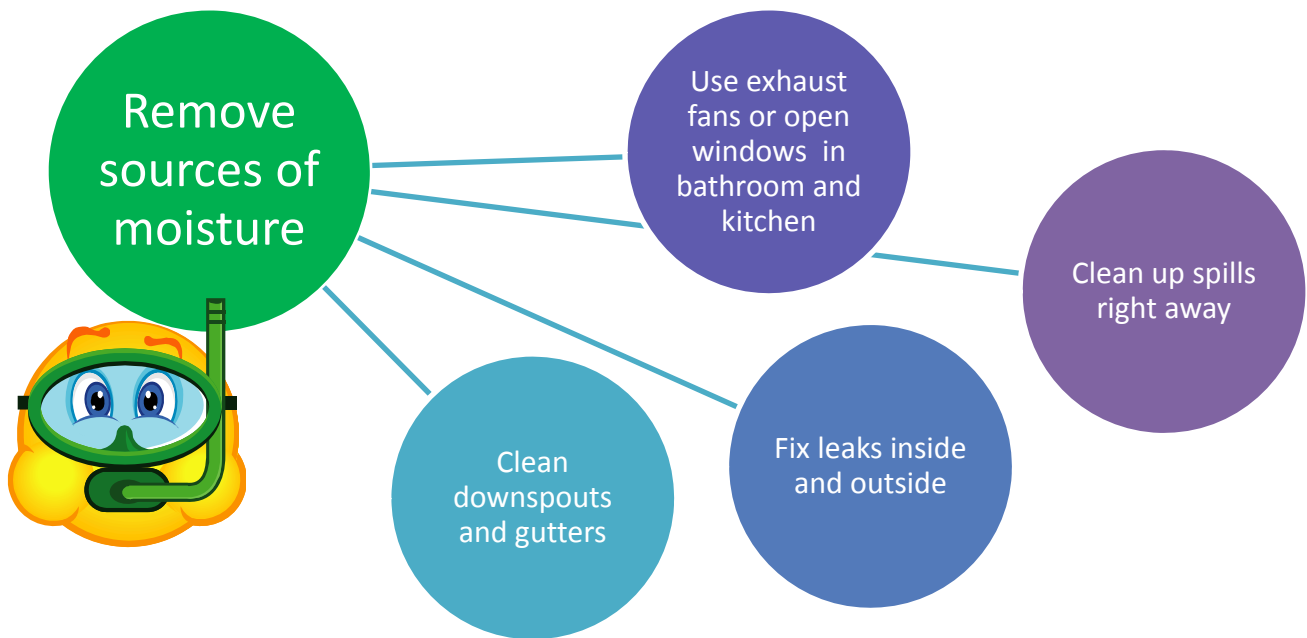 Remove
sources of
moisture
Use exhaust
fans or open
windows in
bathroom and
kitchen
Clean up spills
right away
Fix leaks inside
and outside
Clean
downspouts
and gutters